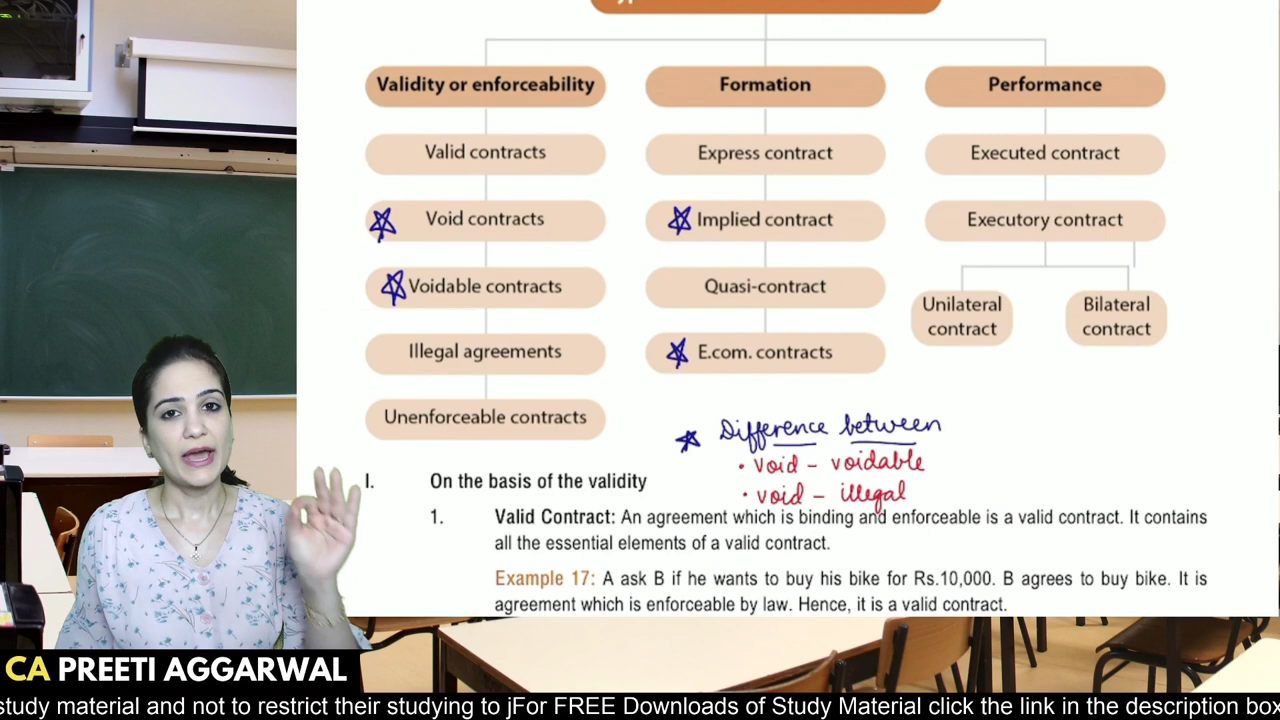 Validity or enforceability
Formation
Performance
Valid contracts
Express contract
Executed contract
Void contracts
Implied contract
Executory contract
Voidable contracts
Quasi-contract
Unilateral
contract
Bilateral
contract
Illegal agreements
E.com. contracts
Unenforceable contracts
Difference between
• void – voidable
• void – illegal
I. On the basis of the validity
1. Valid Contract: An agreement which is binding and enforceable is a valid contract. It contains
all the essential elements of a valid contract.
Example 17: A ask B if he wants to buy his bike for Rs.10,000. B agrees to buy bike. It is
agreement which is enforceable by law. Hence, it is a valid contract.
CA PREETI AGGARWAL
study material and not to restrict their studying to jFor FREE Downloads of Study Material click the link in the description box